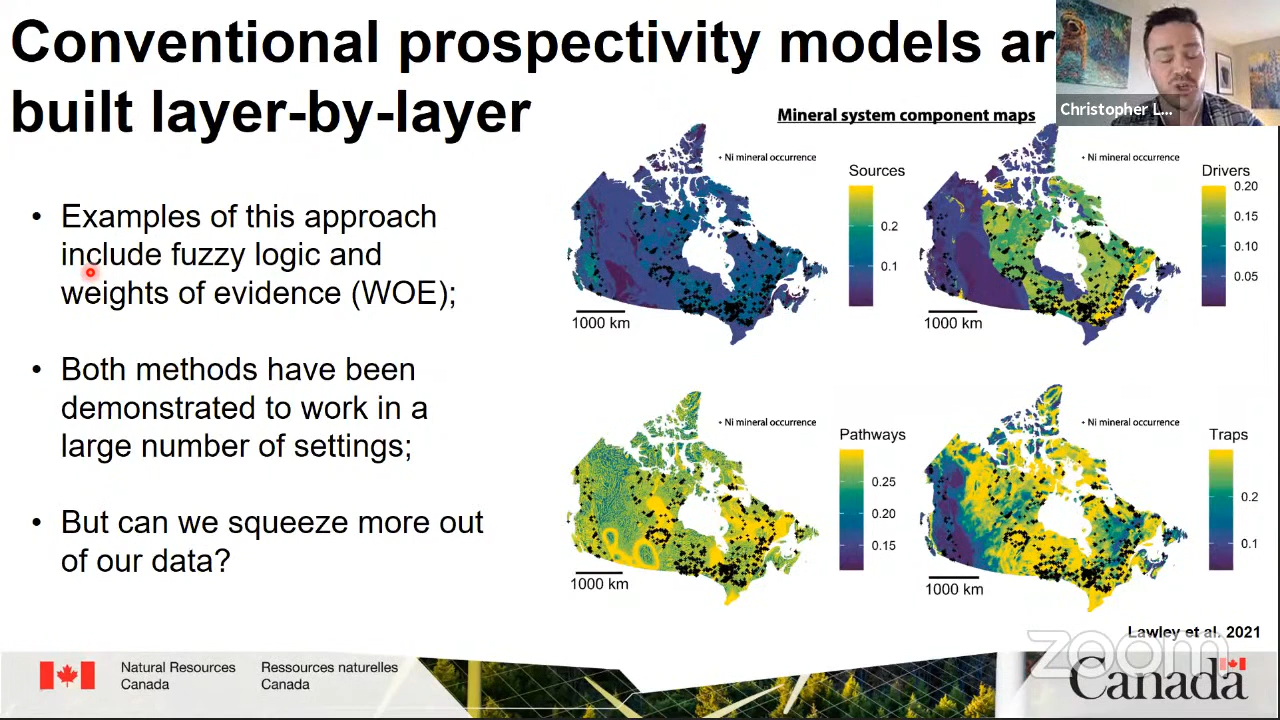 Conventional prospectivity models ar
built layer-by-layer
Christopher L...
Mineral system component maps
• Examples of this approach
include fuzzy logic and
weights of evidence (WOE);
• Both methods have been
demonstrated to work in a
large number of settings;
• But can we squeeze more out
of our data?
+ Ni mineral occurrence
Sources
0.2
0.1
1000 km
+ Ni mineral occurrence
Drivers
0.20
0.15
0.10
0.05
1000 km
+ Ni mineral occurrence
Pathways
0.25
0.20
0.15
1000 km
+ Ni mineral occurrence
Traps
0.2
0.1
1000 km
Lawley et al. 2021
zoom
Natural Resources Ressources naturelles
Canada Canada
Canada